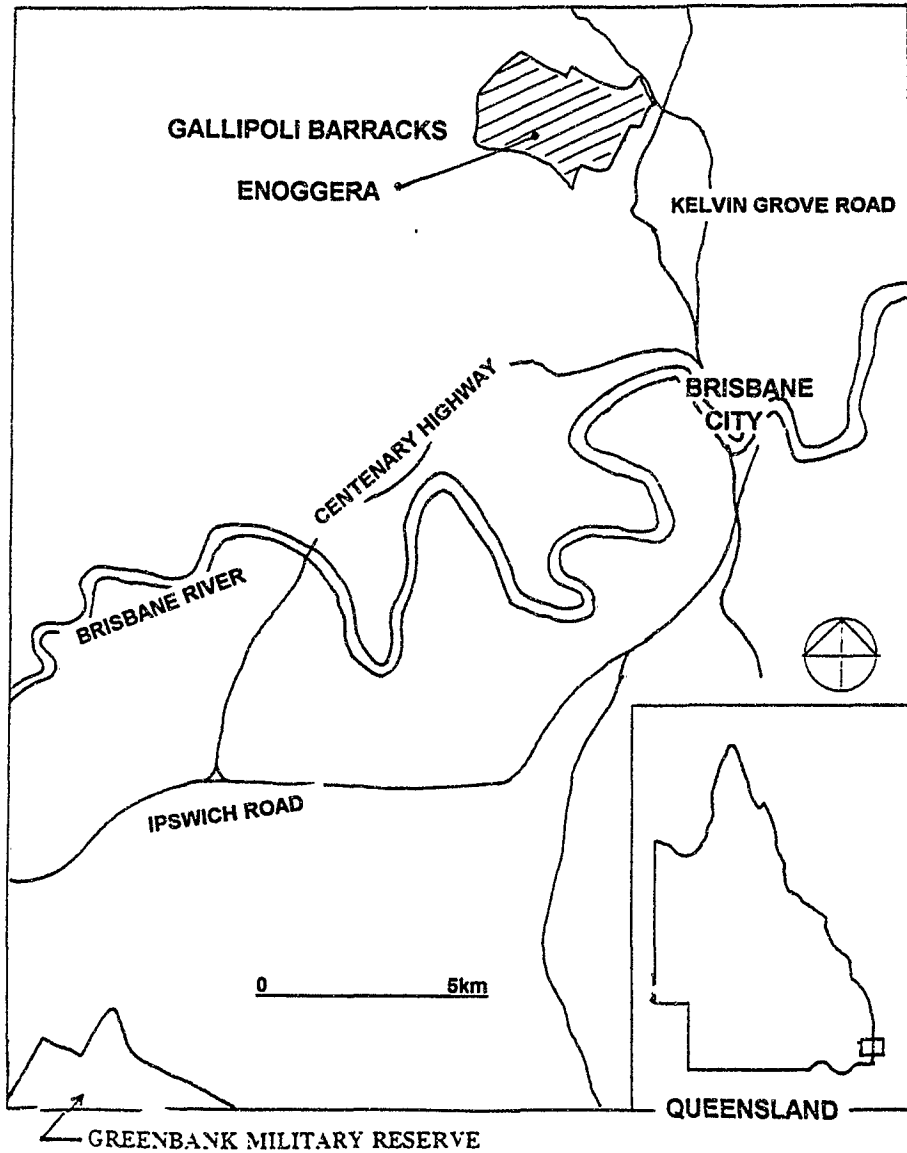 GALLIPOLI BARRACKS
ENOGGERA
KELVIN GROVE ROAD
CENTENARY HIGHWAY
BRISBANE
CITY
BRISBANE RIVER
IPSWICH ROAD
0 5km
QUEENSLAND
GREENBANK MILITARY RESERVE